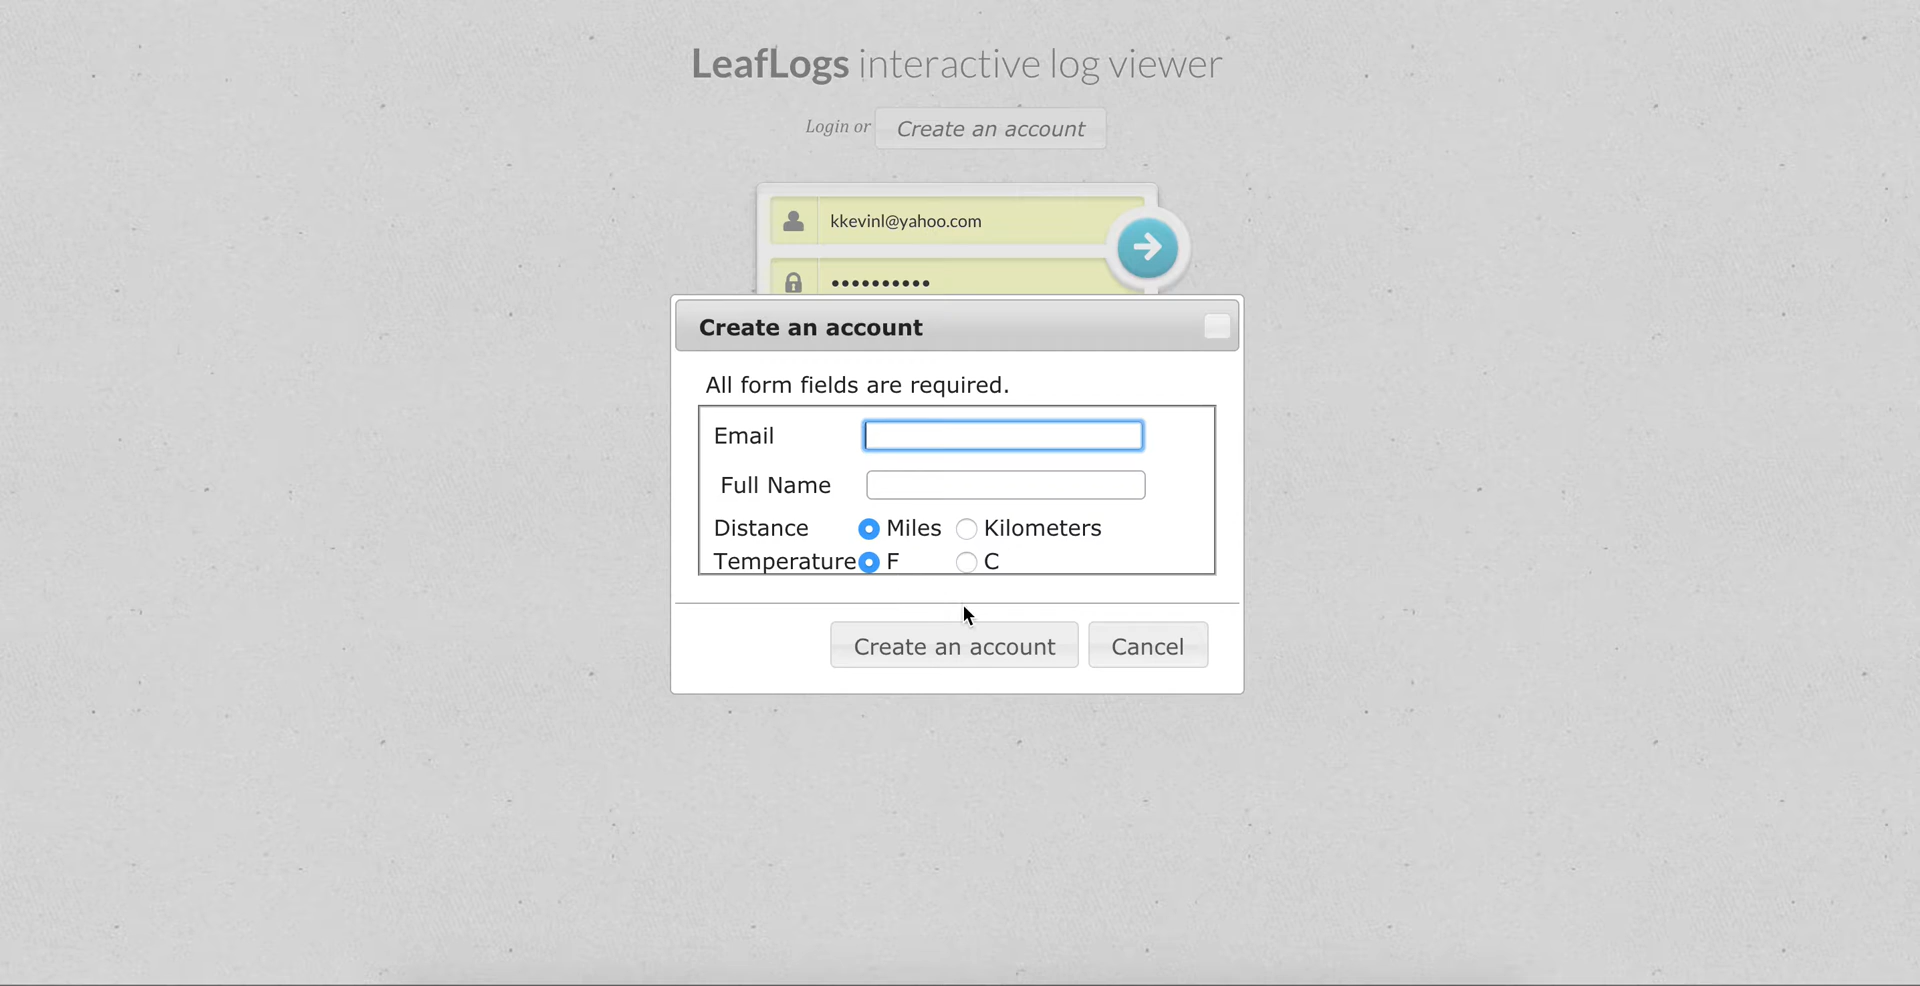 LeafLogs interactive log viewer
Login or Create an account
kkevinl@yahoo.com
••••••••••
Create an account
All form fields are required.
Email
Full Name
Distance Miles Kilometers
Temperature F C
Create an account Cancel